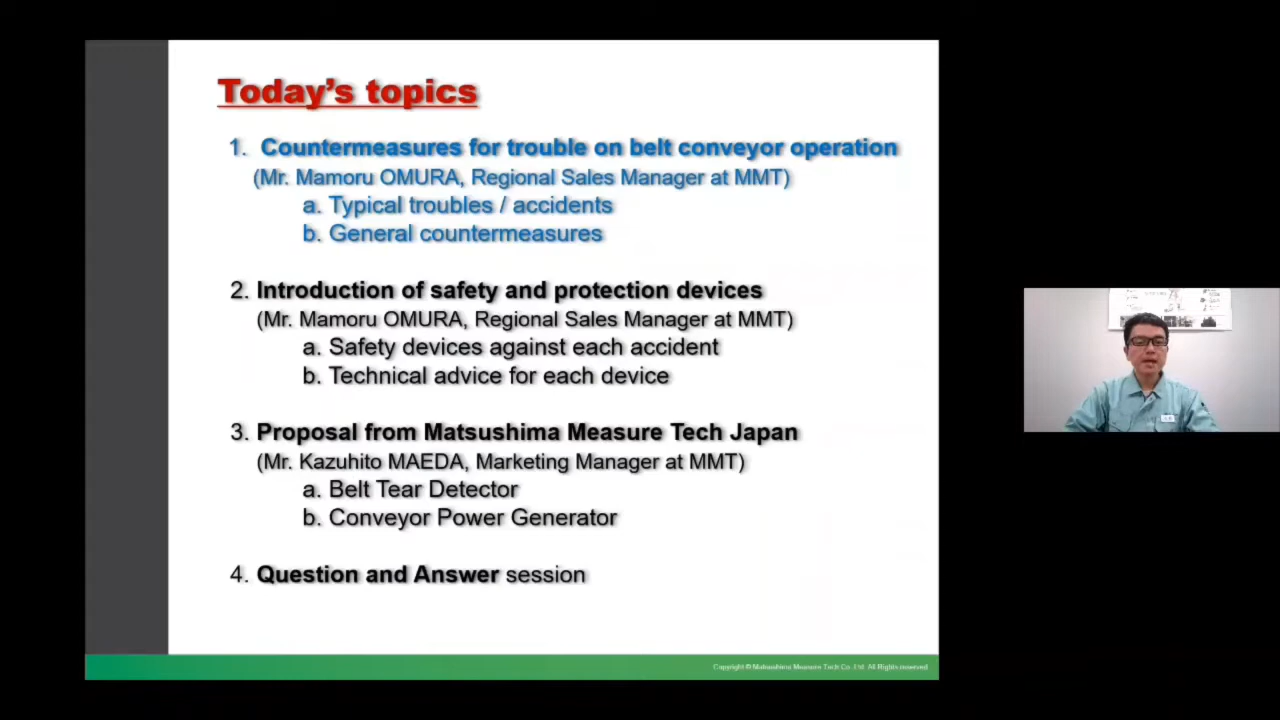 Today's topics
1. Countermeasures for trouble on belt conveyor operation
(Mr. Mamoru OMURA, Regional Sales Manager at MMT)
a. Typical troubles / accidents
b. General countermeasures
2. Introduction of safety and protection devices
(Mr. Mamoru OMURA, Regional Sales Manager at MMT)
a. Safety devices against each accident
b. Technical advice for each device
3. Proposal from Matsushima Measure Tech Japan
(Mr. Kazuhito MAEDA, Marketing Manager at MMT)
a. Belt Tear Detector
b. Conveyor Power Generator
4. Question and Answer session
Copyright © Matsushima Measure Tech Co.,Ltd. All Rights reserved